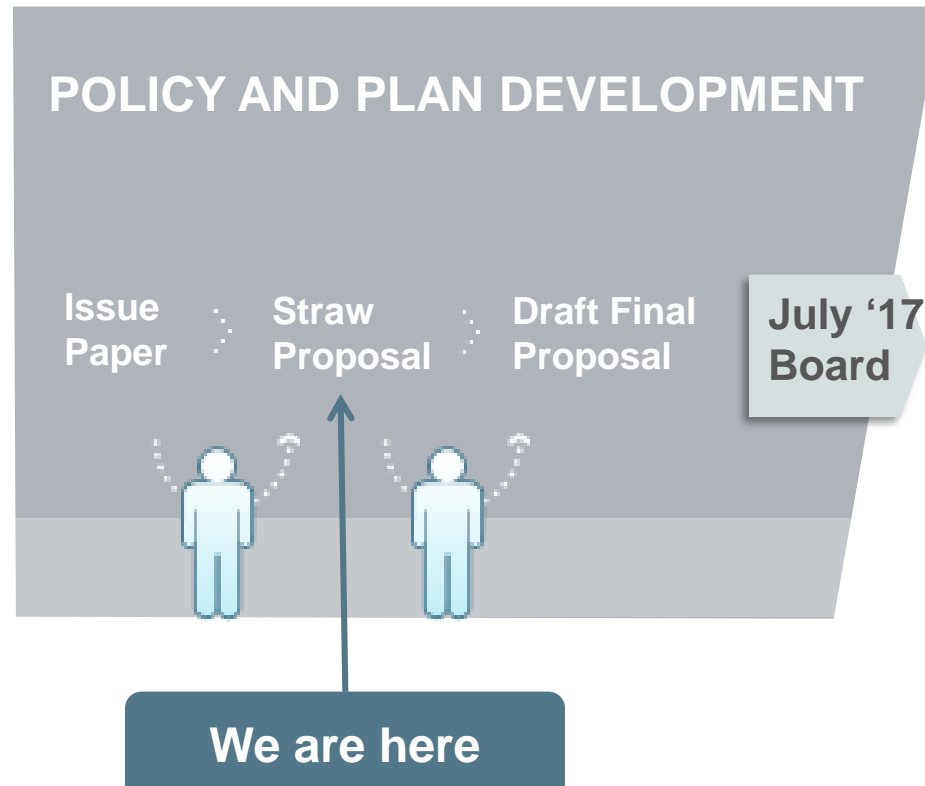 POLICY AND PLAN DEVELOPMENT
Issue
Paper
Straw
Proposal
Draft Final
Proposal
July ‘17
Board
We are here